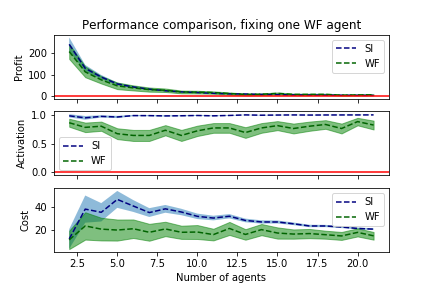 Performance comparison, fixing one WF agent
Profit
200
100
0
SI
WF
Activation
1.0
0.5
0.0
SI
WF
Cost
40
20
SI
WF
2.5 5.0 7.5 10.0 12.5 15.0 17.5 20.0
Number of agents